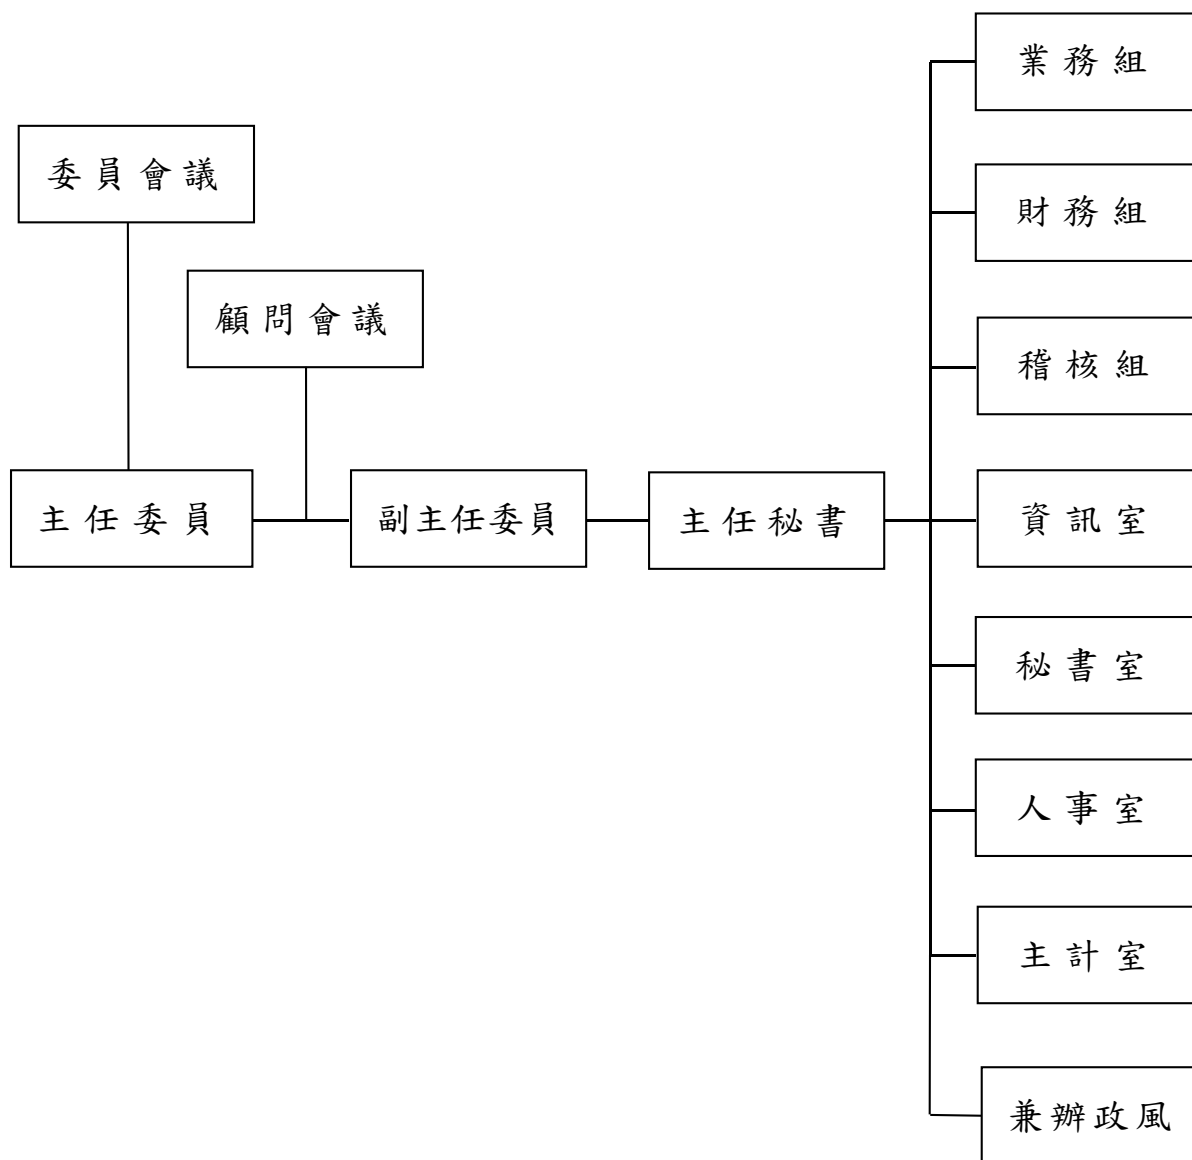 業務組
委員會議
財務組
顧問會議
稽核組
主任委員
副主任委員
主任秘書
資訊室
秘書室
人事室
主計室
兼辦政風